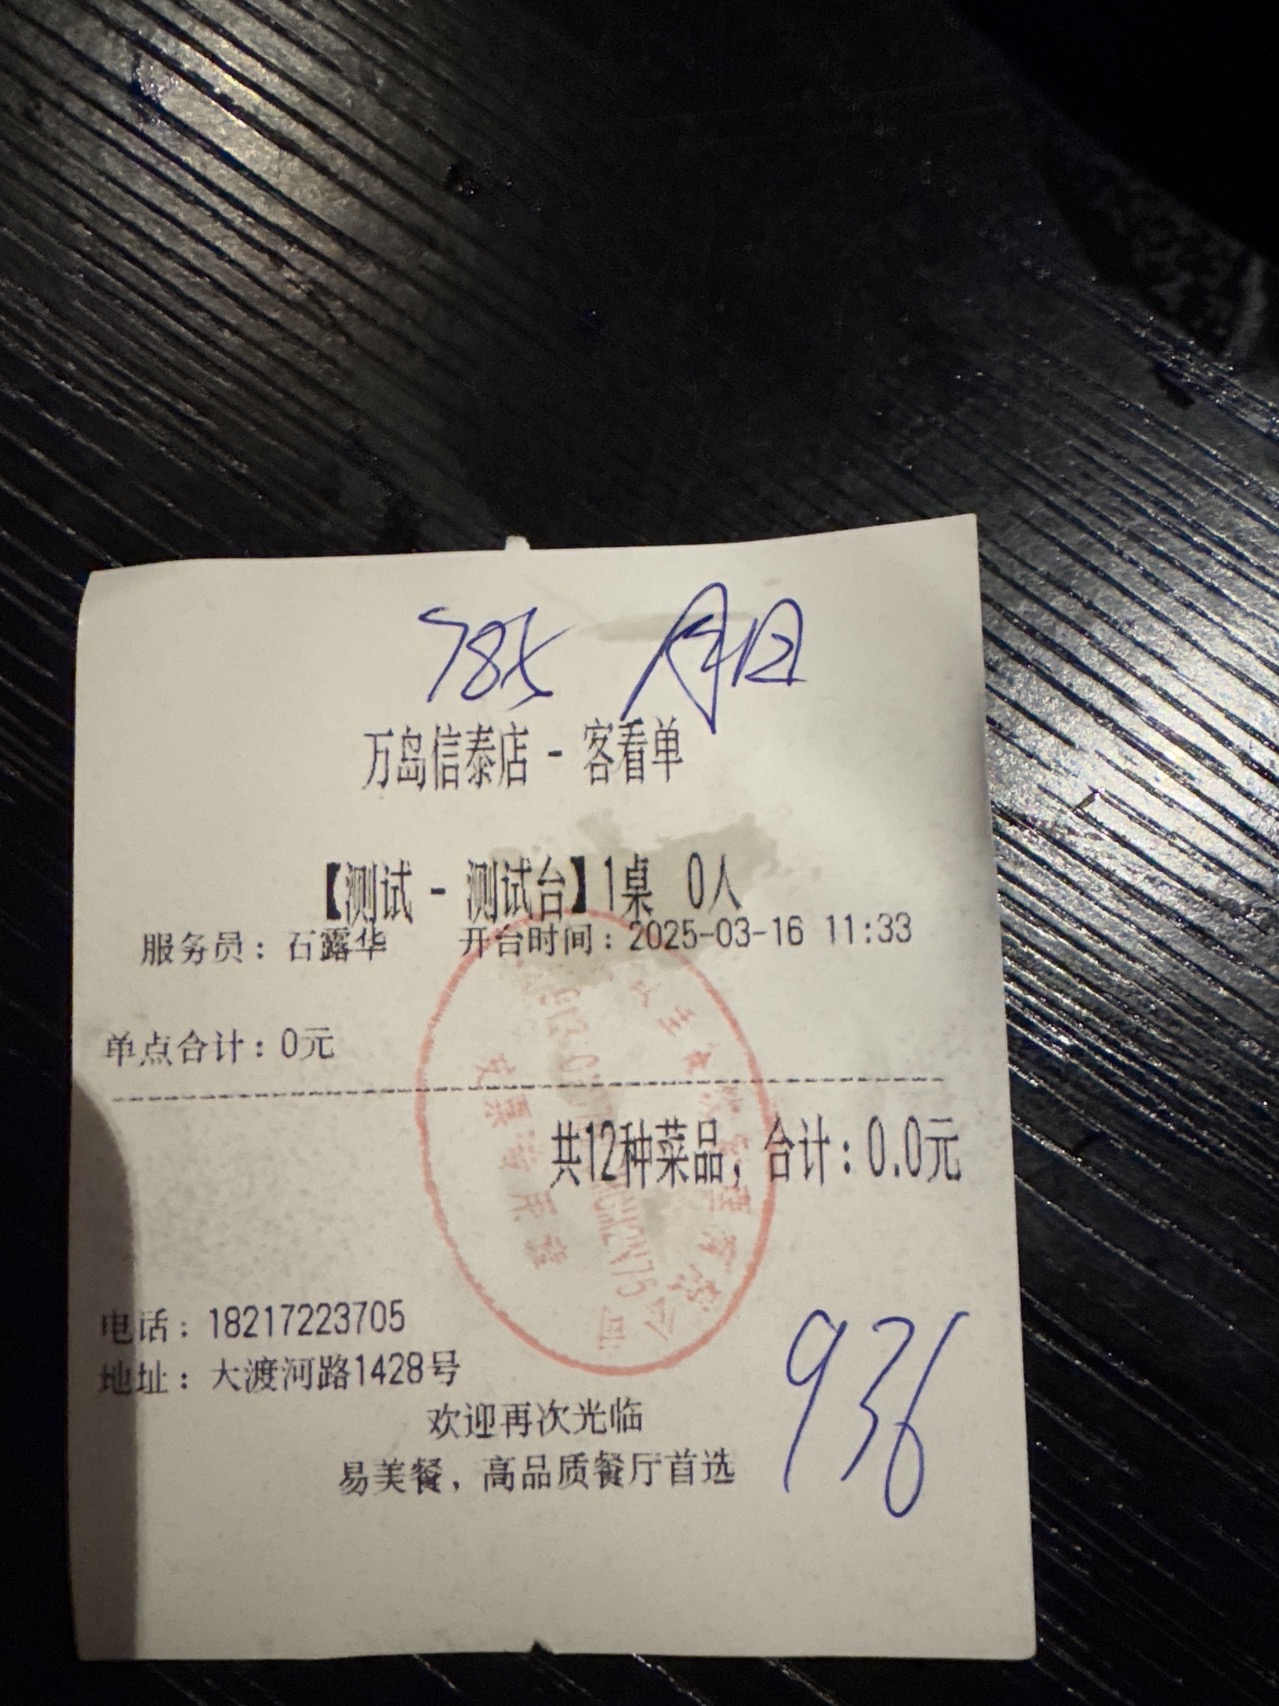 万岛信泰店 - 客看单
【测试 - 测试台】1桌 0人
服务员：石露华 开台时间：2025-03-16 11:33
单点合计：0元
共12种菜品，合计：0.0元
电话：18217223705
地址：大渡河路1428号
936
欢迎再次光临
易美餐，高品质餐厅首选